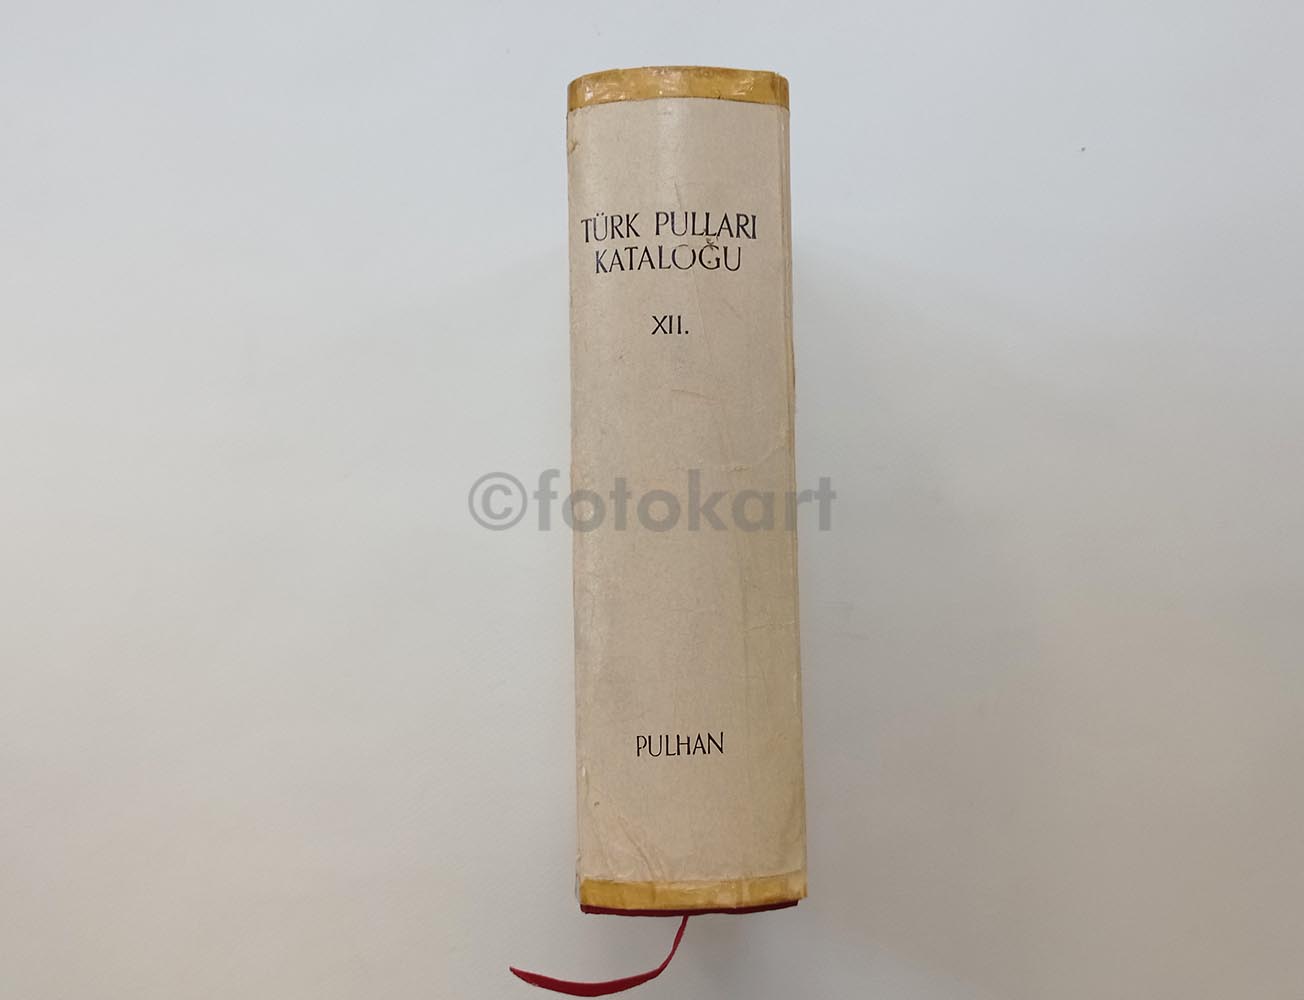 TÜRK PULLARI
KATALOĞU
XII.
©fotokart
PULHAN